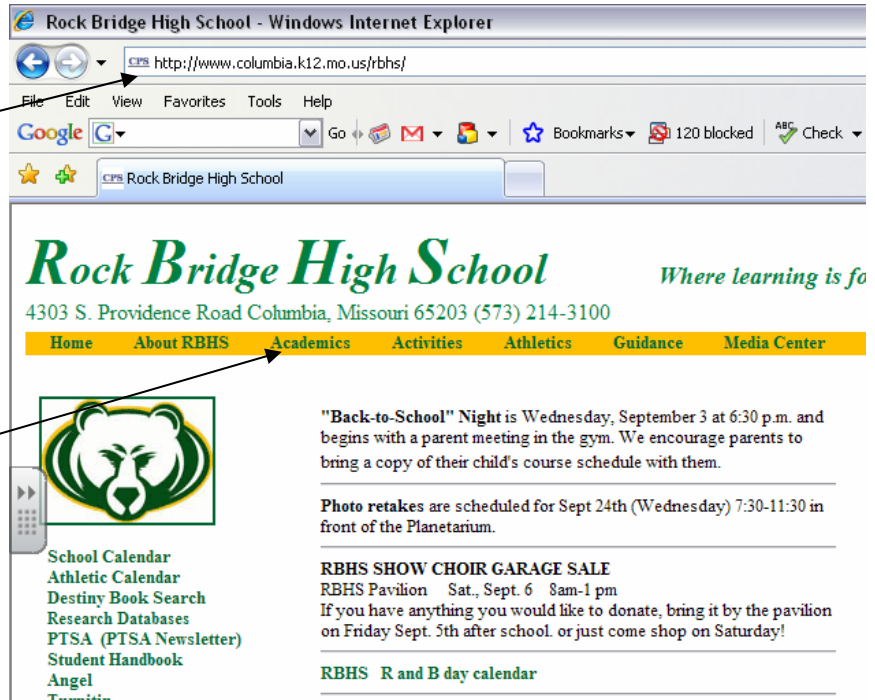 Rock Bridge High School - Windows Internet Explorer
CPS http://www.columbia.k12.mo.us/rbhs/
File Edit View Favorites Tools Help
Google G Go 120 blocked ABC Check
Bookmarks
CPS Rock Bridge High School
Rock Bridge High School Where learning is fo
4303 S. Providence Road Columbia, Missouri 65203 (573) 214-3100
Home About RBHS Academics Activities Athletics Guidance Media Center
"Back-to-School" Night is Wednesday, September 3 at 6:30 p.m. and
begins with a parent meeting in the gym. We encourage parents to
bring a copy of their child's course schedule with them.
Photo retakes are scheduled for Sept 24th (Wednesday) 7:30-11:30 in
front of the Planetarium.
RBHS SHOW CHOIR GARAGE SALE
RBHS Pavilion Sat., Sept. 6 8am-1 pm
If you have anything you would like to donate, bring it by the pavilion
on Friday Sept. 5th after school. or just come shop on Saturday!
RBHS R and B day calendar
School Calendar
Athletic Calendar
Destiny Book Search
Research Databases
PTSA (PTSA Newsletter)
Student Handbook
Angel
Turnitin